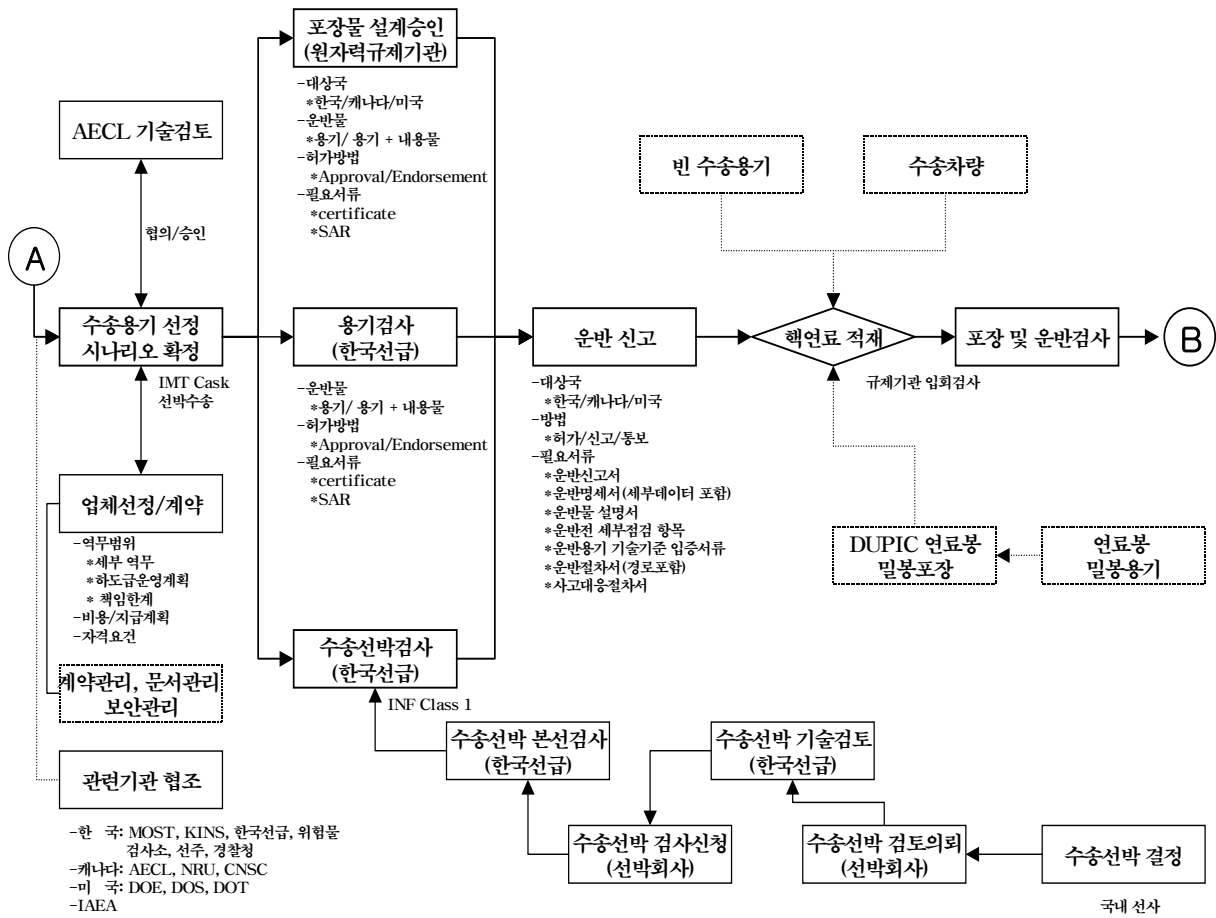 A
AECL 기술검토
협의/승인
수송용기 선정
시나리오 확정
IMT Cask
선박수송
업체선정/계약
-역무범위
*세부 역무
*하도급운영계획
* 책임한계
-비용/지급계획
-자격요건
계약관리, 문서관리
보안관리
관련기관 협조
-한 국: MOST, KINS, 한국선급, 위험물
검사소, 선주, 경찰청
-캐나다: AECL, NRU, CNSC
-미 국: DOE, DOS, DOT
-IAEA
포장물 설계승인
(원자력규제기관)
-대상국
*한국/캐나다/미국
-운반물
*용기/ 용기 + 내용물
-허가방법
*Approval/Endorsement
-필요서류
*certificate
*SAR
용기검사
(한국선급)
-운반물
*용기/ 용기 + 내용물
-허가방법
*Approval/Endorsement
-필요서류
*certificate
*SAR
수송선박검사
(한국선급)
INF Class 1
운반 신고
-대상국
*한국/캐나다/미국
-방법
*허가/신고/통보
-필요서류
*운반신고서
*운반명세서(세부데이터 포함)
*운반물 설명서
*운반전 세부점검 항목
*운반용기 기술기준 입증서류
*운반절차서(경로포함)
*사고대응절차서
빈 수송용기
수송차량
핵연료 적재
포장 및 운반검사
규제기관 입회검사
B
DUPIC 연료봉
밀봉포장
연료봉
밀봉용기
수송선박 본선검사
(한국선급)
수송선박 기술검토
(한국선급)
수송선박 검사신청
(선박회사)
수송선박 검토의뢰
(선박회사)
수송선박 결정
국내 선사